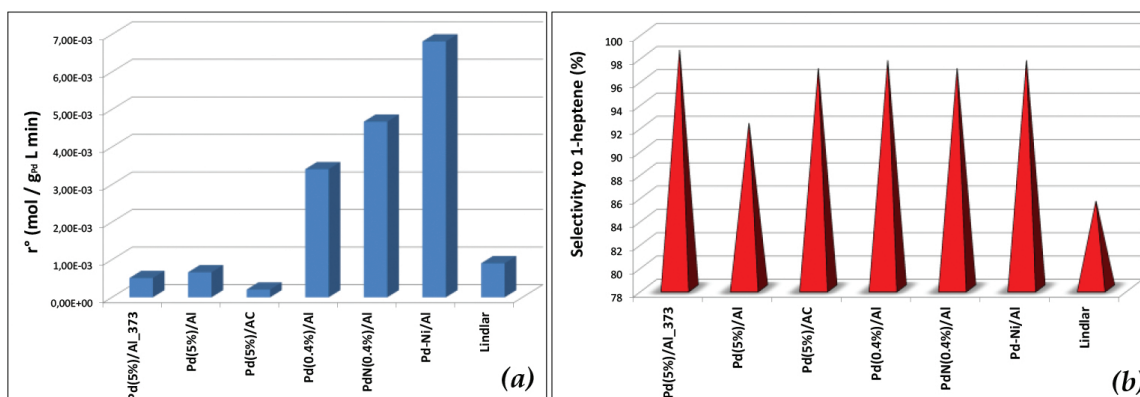 7,00E-03
6,00E-03
5,00E-03
4,00E-03
3,00E-03
2,00E-03
1,00E-03
0,00E+00
r° (mol / gPd L min)
Pd(5%)/Al_373
Pd(5%)/Al
Pd(5%)/AC
Pd(0.4%)/Al
PdN(0.4%)/Al
Pd-Ni/Al
Lindlar
(a)
100
98
96
94
92
90
88
86
84
82
80
78
Selectivity to 1-heptene (%)
Pd(5%)/Al_373
Pd(5%)/Al
Pd(5%)/AC
Pd(0.4%)/Al
PdN(0.4%)/Al
Pd-Ni/Al
Lindlar
(b)